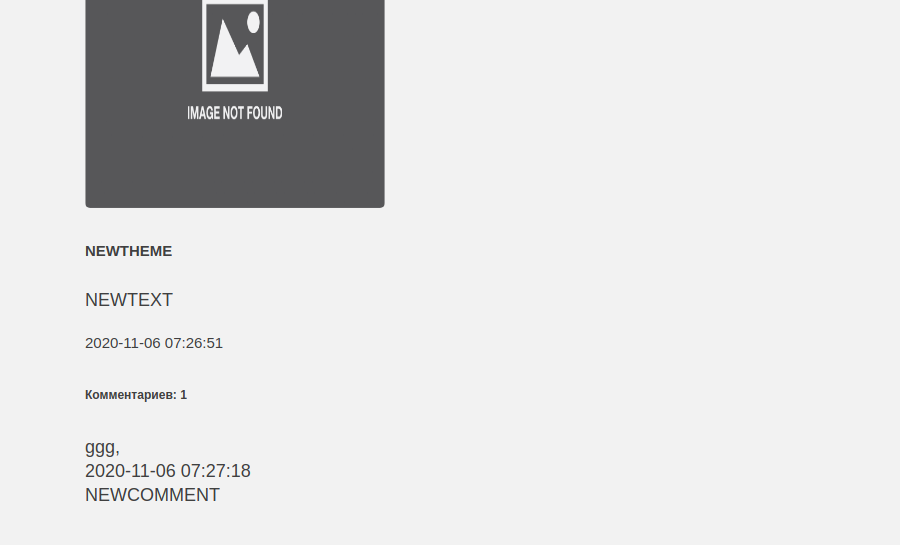 IMAGE NOT FOUND
NEWTHEME
NEWTEXT
2020-11-06 07:26:51
Комментариев: 1
ggg,
2020-11-06 07:27:18
NEWCOMMENT